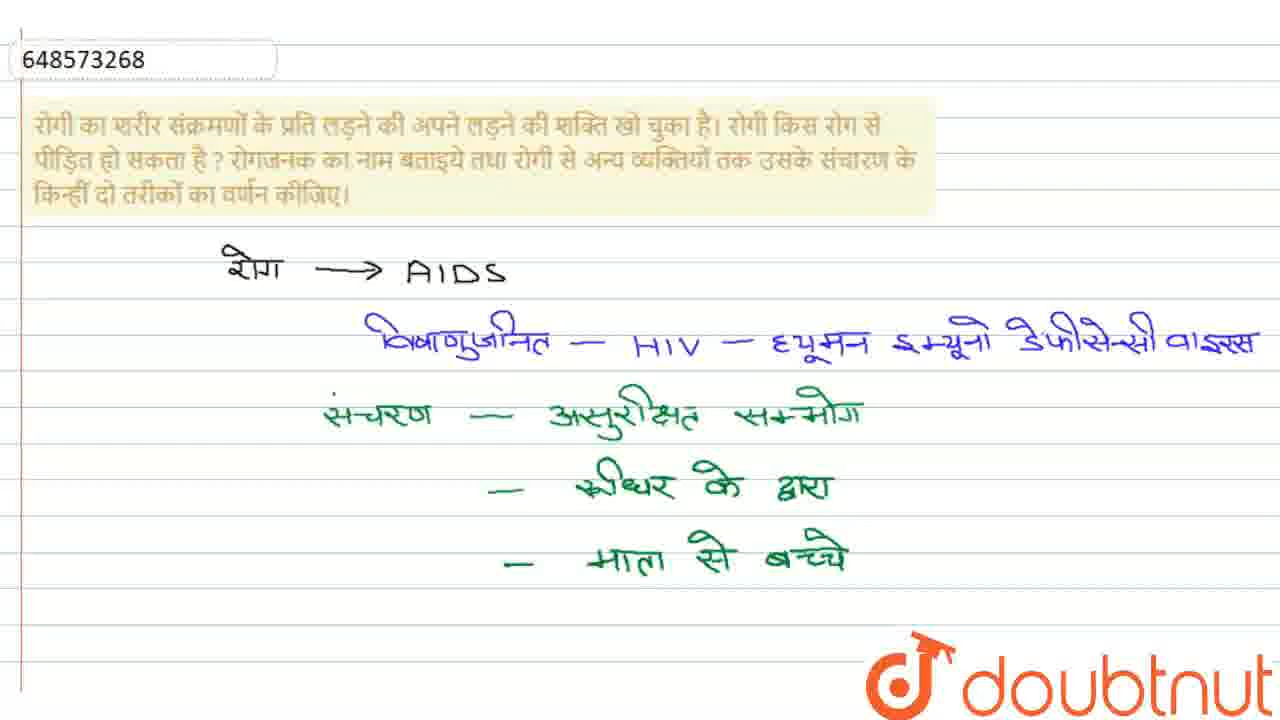 648573268
रोगी का शरीर संक्रमणों के प्रति लड़ने की अपने लड़ने की शक्ति खो चुका है। रोगी किस रोग से
पीड़ित हो सकता है ? रोगजनक का नाम बताइये तथा रोगी से अन्य व्यक्तियों तक उसके संचारण के
किन्हीं दो तरीकों का वर्णन कीजिए।
रोग → AIDS
विषाणुजनित — HIV — ह्यूमन इम्यूनो डेफीसेन्सी वाइरस
संचरण — असुरक्षित सम्भोग
— रूधिर के द्वारा
— माता से बच्चे
doubtnut